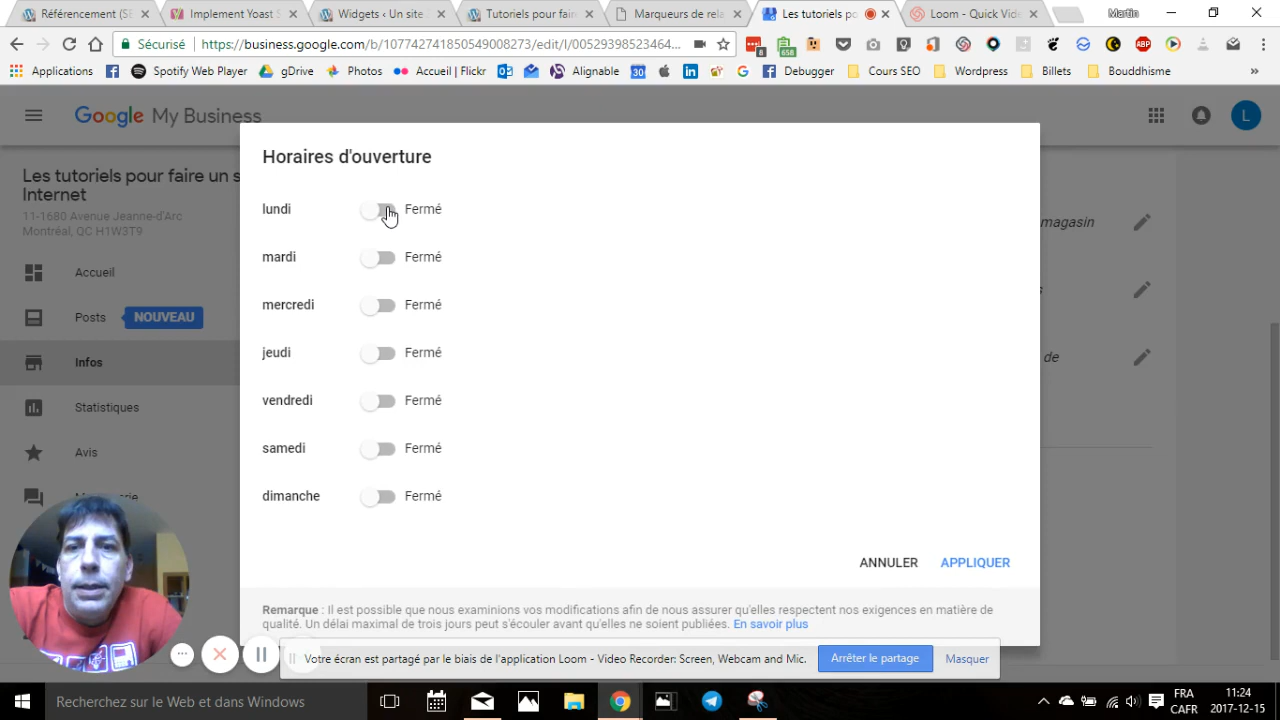 Référencement (SE
Implement Yoast S
Widgets ‹ Un site
Tutoriels pour fair
Marqueurs de rela
Les tutoriels po
Loom - Quick Vid
Martin
Sécurisé
https://business.google.com/b/107742741850549008273/edit/l/00529398523464...
8
658
ABP
Applications
Spotify Web Player
gDrive
Photos
Accueil | Flickr
Alignable
30
Debugger
Cours SEO
Wordpress
Billets
Bouddhisme
»
Google My Business
L
Les tutoriels pour faire un s
Internet
11-1680 Avenue Jeanne-d'Arc
Montréal, QC H1W3T9
Accueil
Posts
NOUVEAU
Infos
Statistiques
Avis
Horaires d'ouverture
lundi
Fermé
mardi
Fermé
mercredi
Fermé
jeudi
Fermé
vendredi
Fermé
samedi
Fermé
dimanche
Fermé
ANNULER
APPLIQUER
Remarque : Il est possible que nous examinions vos modifications afin de nous assurer qu'elles respectent nos exigences en matière de
qualité. Un délai maximal de trois jours peut s'écouler avant qu'elles ne soient publiées. En savoir plus
magasin
de
Votre écran est partagé par le biais de l'application Loom - Video Recorder: Screen, Webcam and Mic.
Arrêter le partage
Masquer
Recherchez sur le Web et dans Windows
FRA
CAFR
11:24
2017-12-15